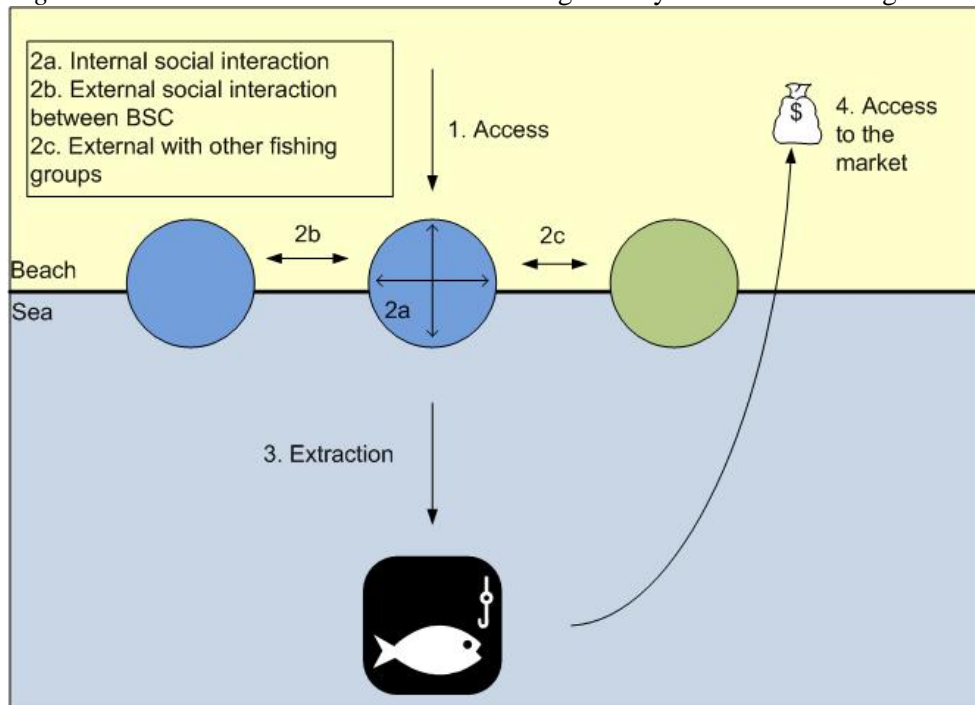 2a. Internal social interaction
2b. External social interaction
between BSC
2c. External with other fishing
groups
1. Access
$
4. Access
to the
market
2b
2c
Beach
2a
Sea
3. Extraction